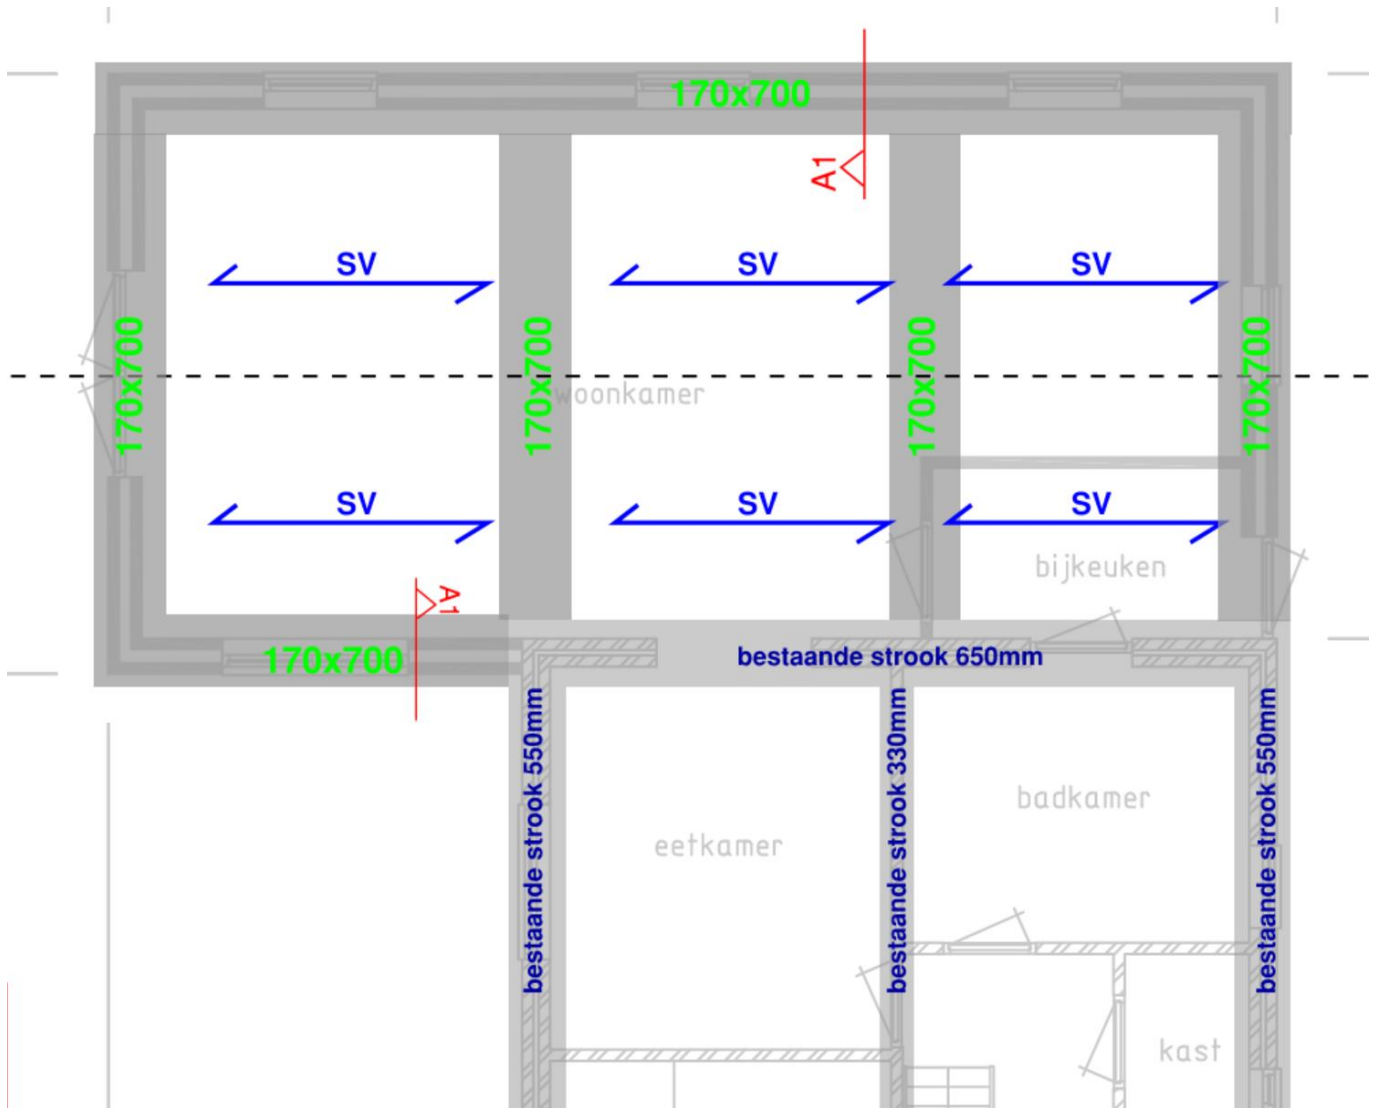 170x700
A1
SV
SV
SV
170x700
170x700
170x700
170x700
woonkamer
SV
SV
SV
bijkeuken
A1
170x700
bestaande strook 650mm
bestaande strook 550mm
bestaande strook 330mm
bestaande strook 550mm
badkamer
eetkamer
kast